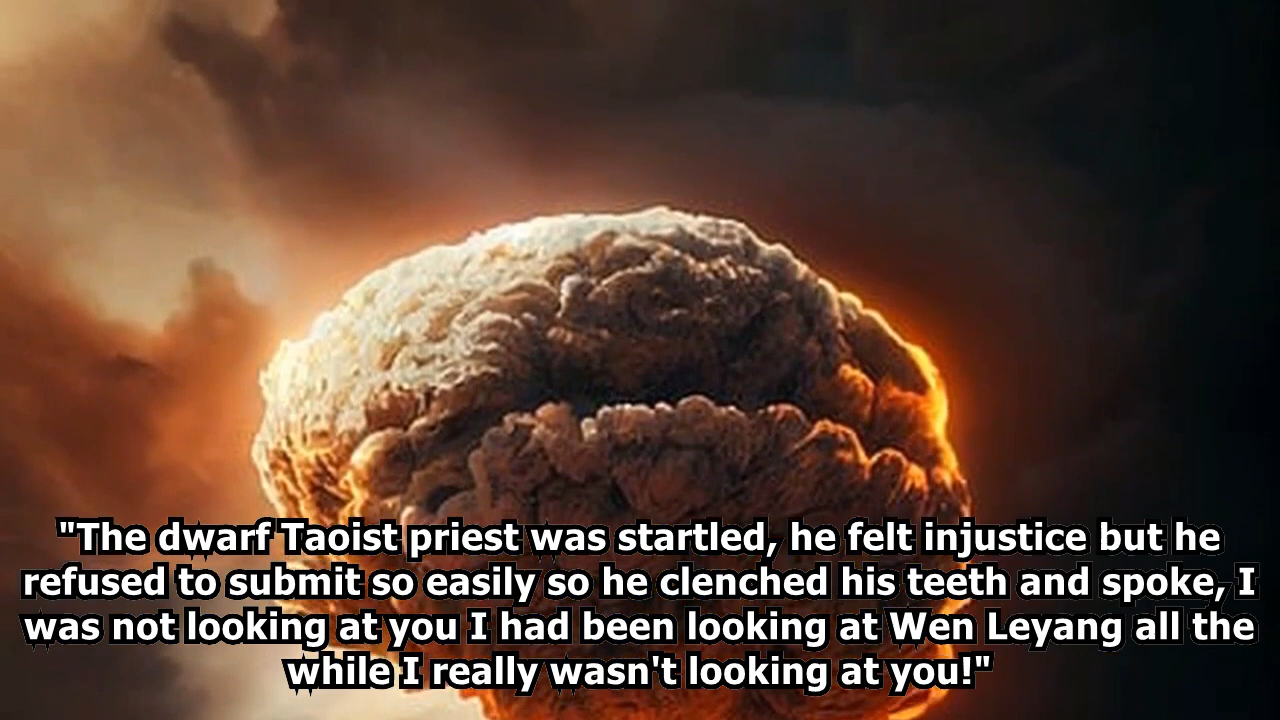 "The dwarf Taoist priest was startled, he felt injustice but he
refused to submit so easily so he clenched his teeth and spoke, I
was not looking at you I had been looking at Wen Leyang all the
while I really wasn't looking at you!"